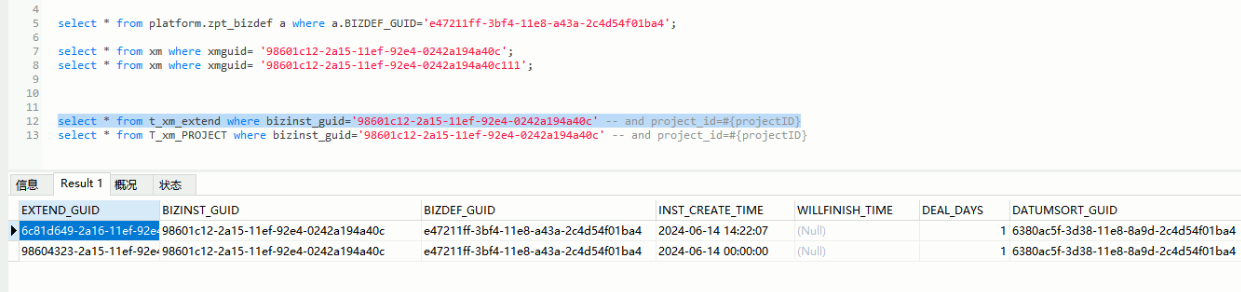 4
5 select * from platform.zpt_bizdef a where a.BIZDEF_GUID='e47211ff-3bf4-11e8-a43a-2c4d54f01ba4';
6
7 select * from xm where xmguid= '98601c12-2a15-11ef-92e4-0242a194a40c';
8 select * from xm where xmguid= '98601c12-2a15-11ef-92e4-0242a194a40c111';
9
10
11
12 select * from t_xm_extend where bizinst_guid='98601c12-2a15-11ef-92e4-0242a194a40c' -- and project_id=#{projectID}
13 select * from T_xm_PROJECT where bizinst_guid='98601c12-2a15-11ef-92e4-0242a194a40c' -- and project_id=#{projectID}
信息 Result 1 概况 状态
EXTEND_GUID BIZINST_GUID BIZDEF_GUID INST_CREATE_TIME WILLFINISH_TIME DEAL_DAYS DATUMSORT_GUID
6c81d649-2a16-11ef-92e4 98601c12-2a15-11ef-92e4-0242a194a40c e47211ff-3bf4-11e8-a43a-2c4d54f01ba4 2024-06-14 14:22:07 (Null) 1 6380ac5f-3d38-11e8-8a9d-2c4d54f01ba4
98604323-2a15-11ef-92e4 98601c12-2a15-11ef-92e4-0242a194a40c e47211ff-3bf4-11e8-a43a-2c4d54f01ba4 2024-06-14 00:00:00 (Null) 1 6380ac5f-3d38-11e8-8a9d-2c4d54f01ba4